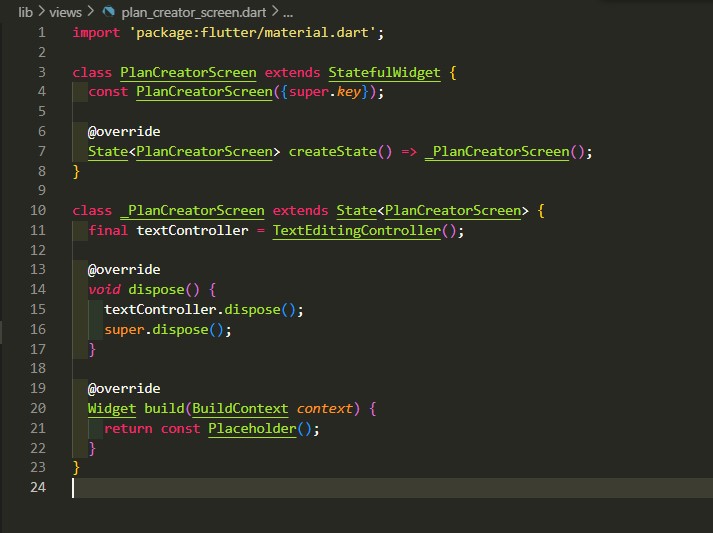 lib > views > plan_creator_screen.dart > ...
1 import 'package:flutter/material.dart';
2
3 class PlanCreatorScreen extends StatefulWidget {
4   const PlanCreatorScreen({super.key});
5
6   @override
7   State<PlanCreatorScreen> createState() => _PlanCreatorScreen();
8 }
9
10 class _PlanCreatorScreen extends State<PlanCreatorScreen> {
11   final textController = TextEditingController();
12
13   @override
14   void dispose() {
15     textController.dispose();
16     super.dispose();
17   }
18
19   @override
20   Widget build(BuildContext context) {
21     return const Placeholder();
22   }
23 }
24